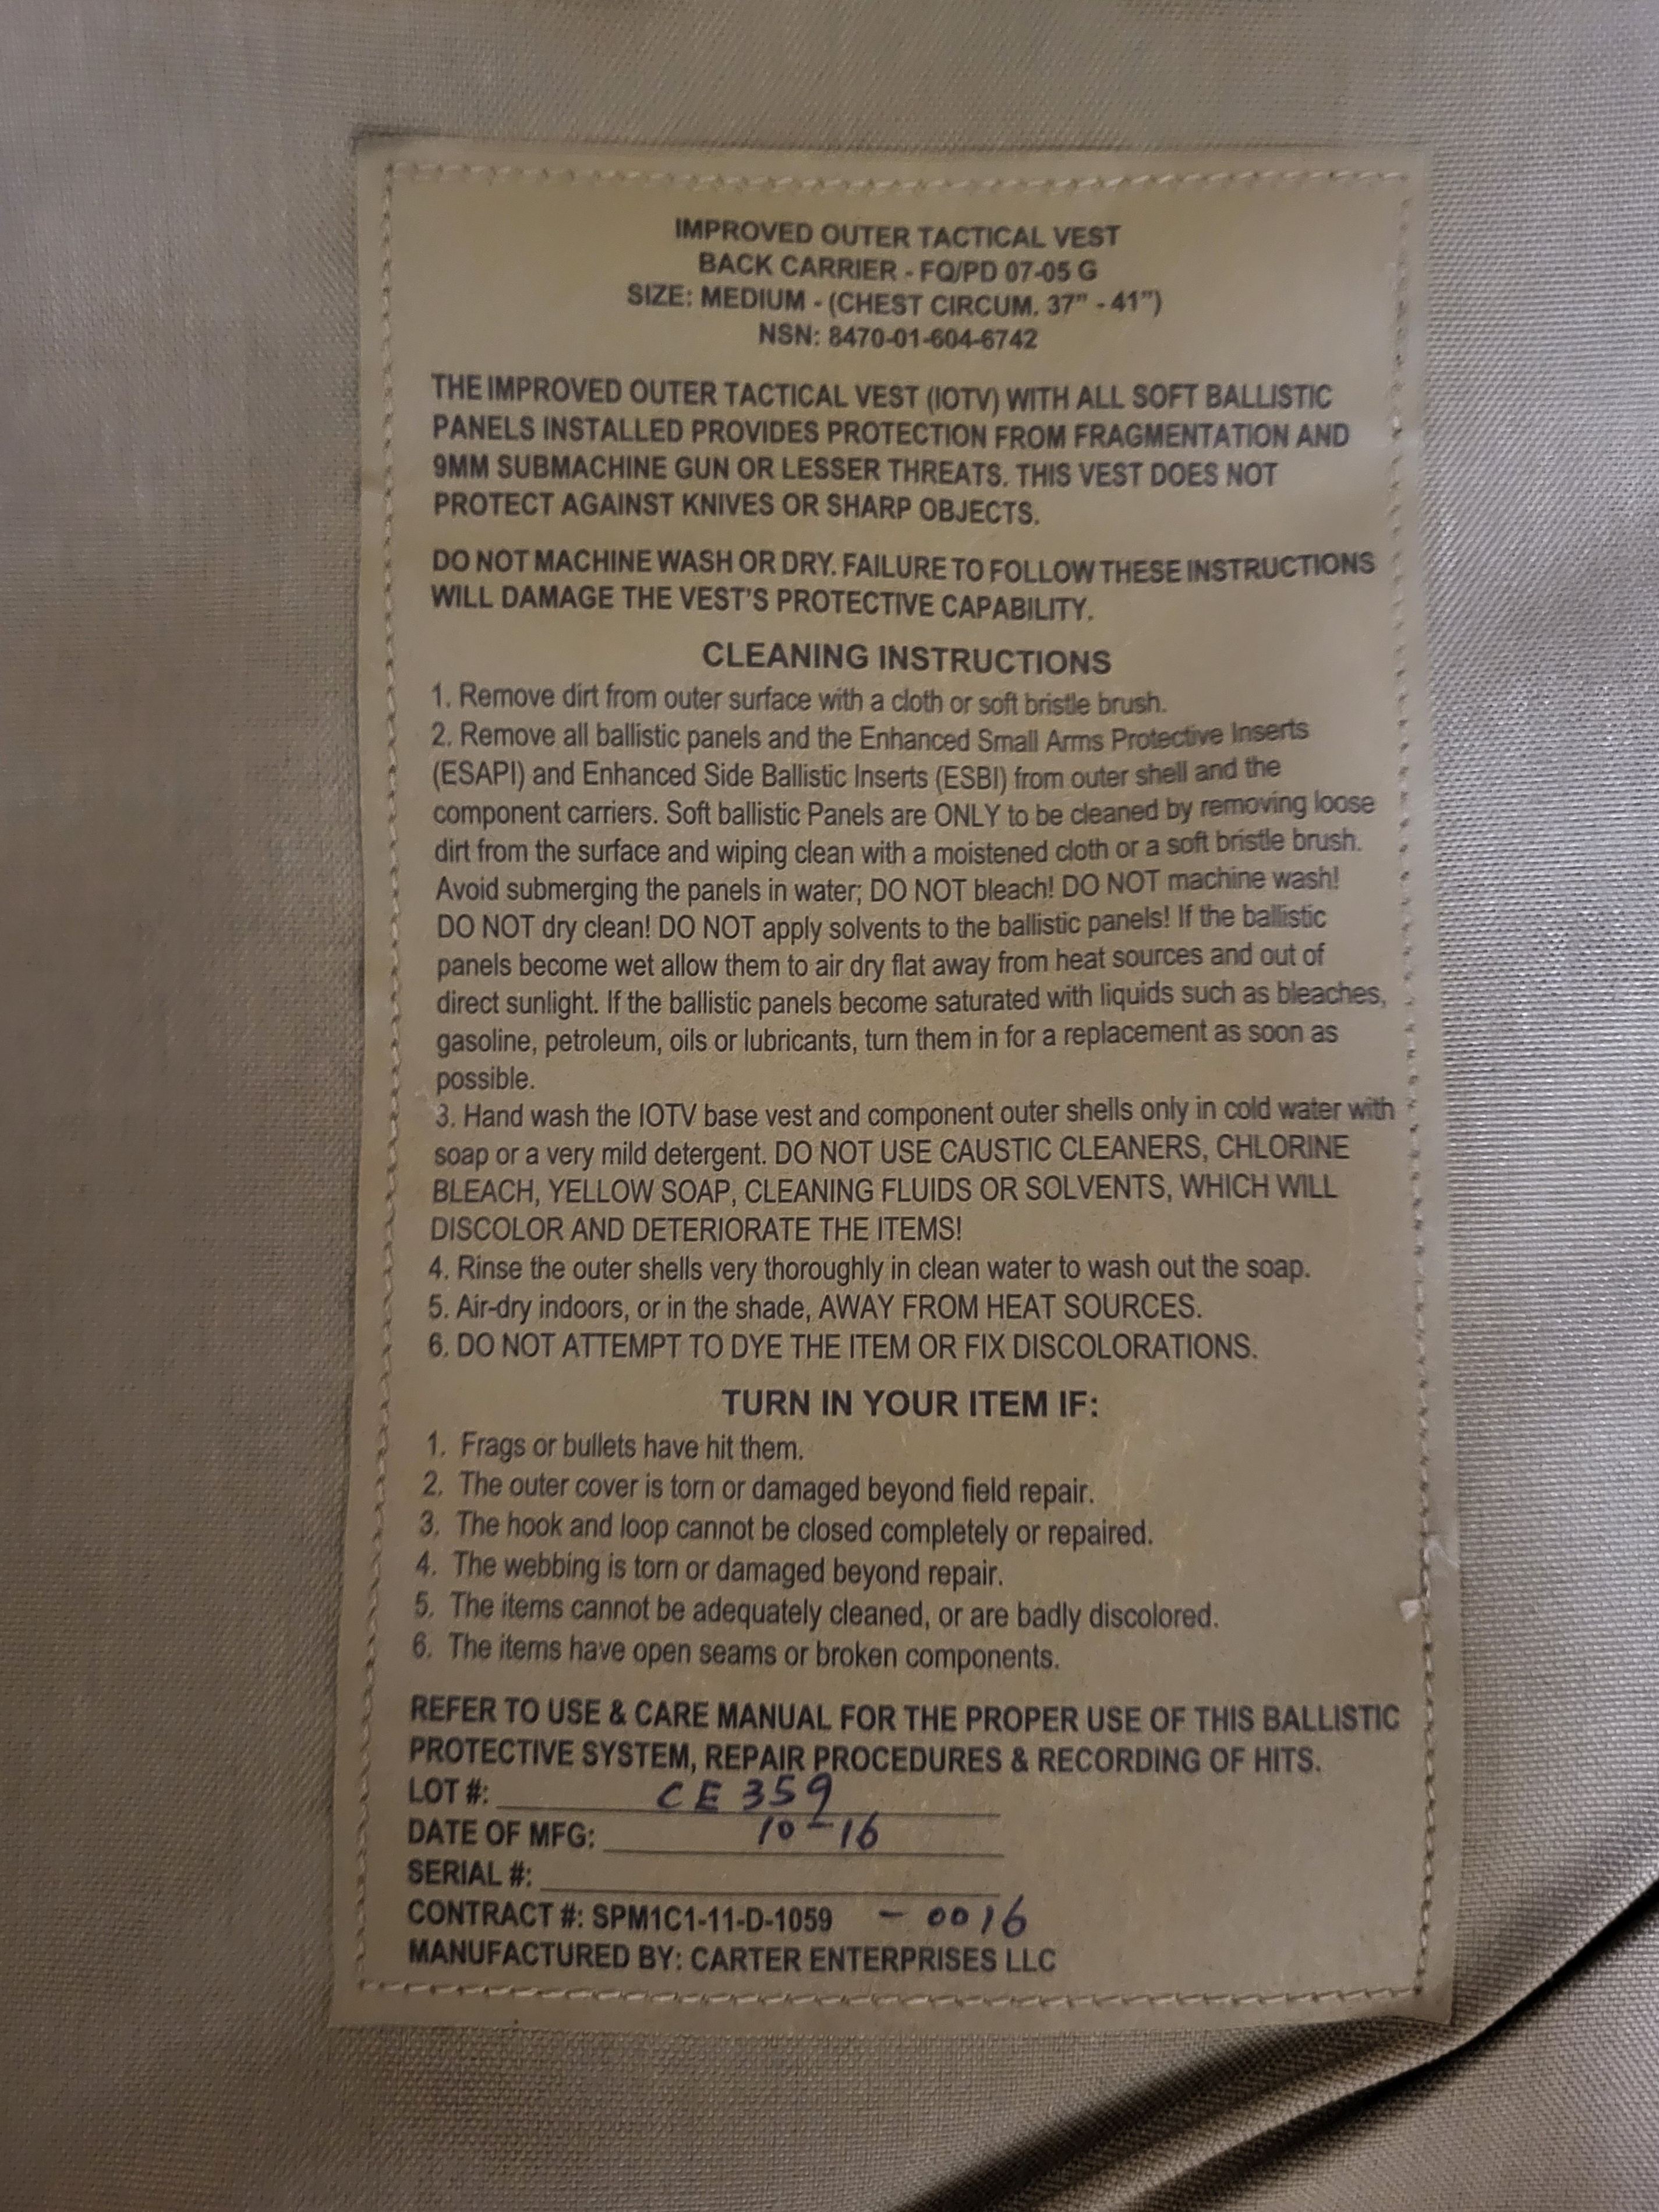 IMPROVED OUTER TACTICAL VEST
BACK CARRIER - FQ/PD 07-05 G
SIZE: MEDIUM - (CHEST CIRCUM. 37" - 41")
NSN: 8470-01-604-6742
THE IMPROVED OUTER TACTICAL VEST (IOTV) WITH ALL SOFT BALLISTIC
PANELS INSTALLED PROVIDES PROTECTION FROM FRAGMENTATION AND
9MM SUBMACHINE GUN OR LESSER THREATS. THIS VEST DOES NOT
PROTECT AGAINST KNIVES OR SHARP OBJECTS.
DO NOT MACHINE WASH OR DRY. FAILURE TO FOLLOW THESE INSTRUCTIONS
WILL DAMAGE THE VEST'S PROTECTIVE CAPABILITY.
CLEANING INSTRUCTIONS
1. Remove dirt from outer surface with a cloth or soft bristle brush.
2. Remove all ballistic panels and the Enhanced Small Arms Protective Inserts
(ESAPI) and Enhanced Side Ballistic Inserts (ESBI) from outer shell and the
component carriers. Soft ballistic Panels are ONLY to be cleaned by removing loose
dirt from the surface and wiping clean with a moistened cloth or a soft bristle brush.
Avoid submerging the panels in water; DO NOT bleach! DO NOT machine wash!
DO NOT dry clean! DO NOT apply solvents to the ballistic panels! If the ballistic
panels become wet allow them to air dry flat away from heat sources and out of
direct sunlight. If the ballistic panels become saturated with liquids such as bleaches,
gasoline, petroleum, oils or lubricants, turn them in for a replacement as soon as
possible.
3. Hand wash the IOTV base vest and component outer shells only in cold water with
soap or a very mild detergent. DO NOT USE CAUSTIC CLEANERS, CHLORINE
BLEACH, YELLOW SOAP, CLEANING FLUIDS OR SOLVENTS, WHICH WILL
DISCOLOR AND DETERIORATE THE ITEMS!
4. Rinse the outer shells very thoroughly in clean water to wash out the soap.
5. Air-dry indoors, or in the shade, AWAY FROM HEAT SOURCES.
6. DO NOT ATTEMPT TO DYE THE ITEM OR FIX DISCOLORATIONS.
TURN IN YOUR ITEM IF:
1. Frags or bullets have hit them.
2. The outer cover is torn or damaged beyond field repair.
3. The hook and loop cannot be closed completely or repaired.
4. The webbing is torn or damaged beyond repair.
5. The items cannot be adequately cleaned, or are badly discolored.
6. The items have open seams or broken components.
REFER TO USE & CARE MANUAL FOR THE PROPER USE OF THIS BALLISTIC
PROTECTIVE SYSTEM, REPAIR PROCEDURES & RECORDING OF HITS.
LOT #: CE 359
DATE OF MFG: 10-16
SERIAL #:
CONTRACT #: SPM1C1-11-D-1059 - 0016
MANUFACTURED BY: CARTER ENTERPRISES LLC